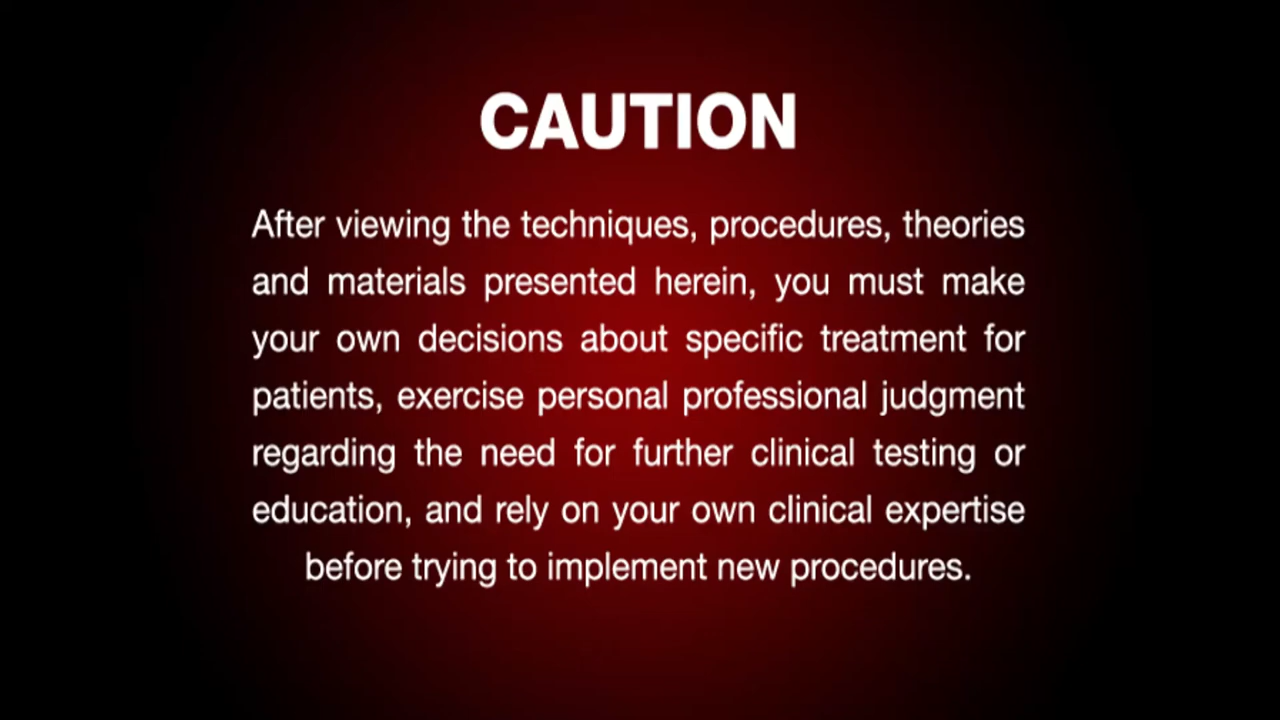 CAUTION
After viewing the techniques, procedures, theories
and materials presented herein, you must make
your own decisions about specific treatment for
patients, exercise personal professional judgment
regarding the need for further clinical testing or
education, and rely on your own clinical expertise
before trying to implement new procedures.